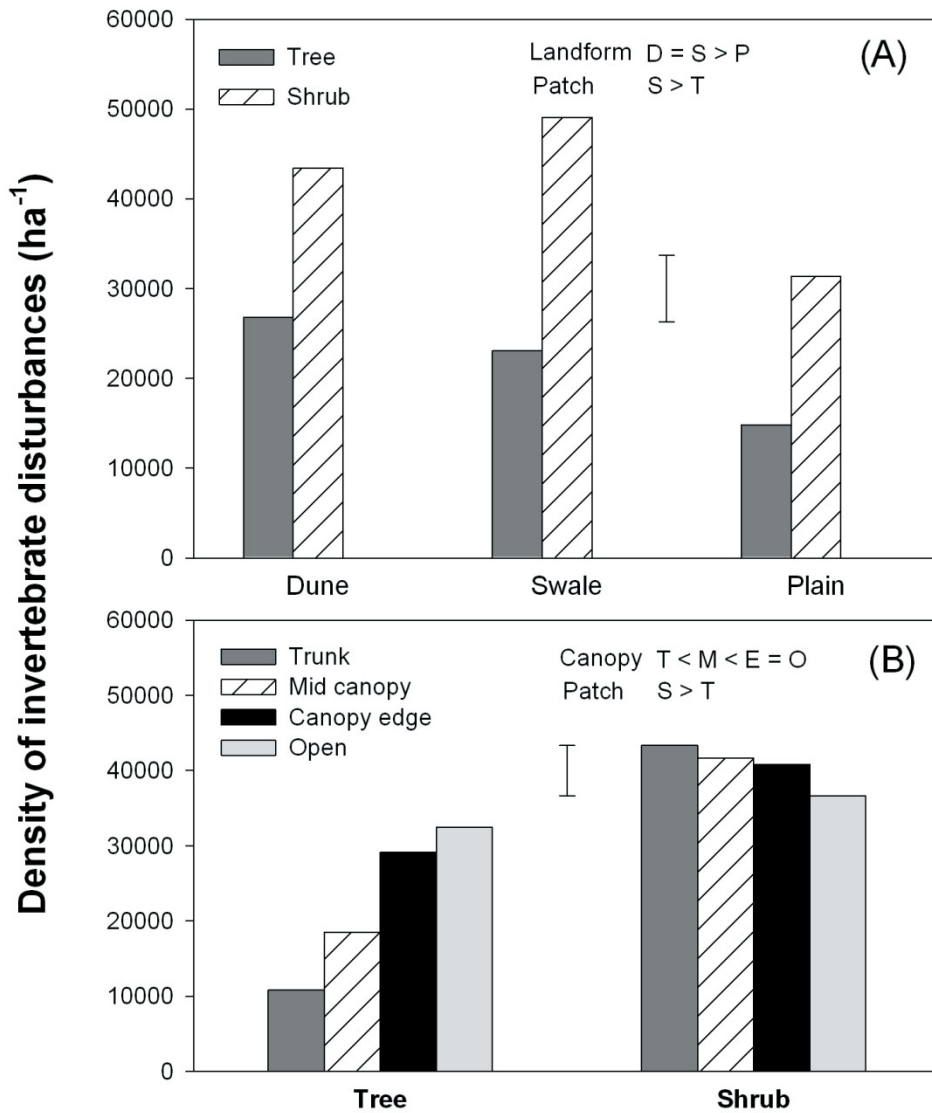 Density of invertebrate disturbances (ha⁻¹)
60000
50000
40000
30000
20000
10000
0
Tree
Shrub
Landform D = S > P
Patch S > T
(A)
Dune Swale Plain
60000
50000
40000
30000
20000
10000
0
Trunk
Mid canopy
Canopy edge
Open
Canopy T < M < E = O
Patch S > T
(B)
Tree Shrub